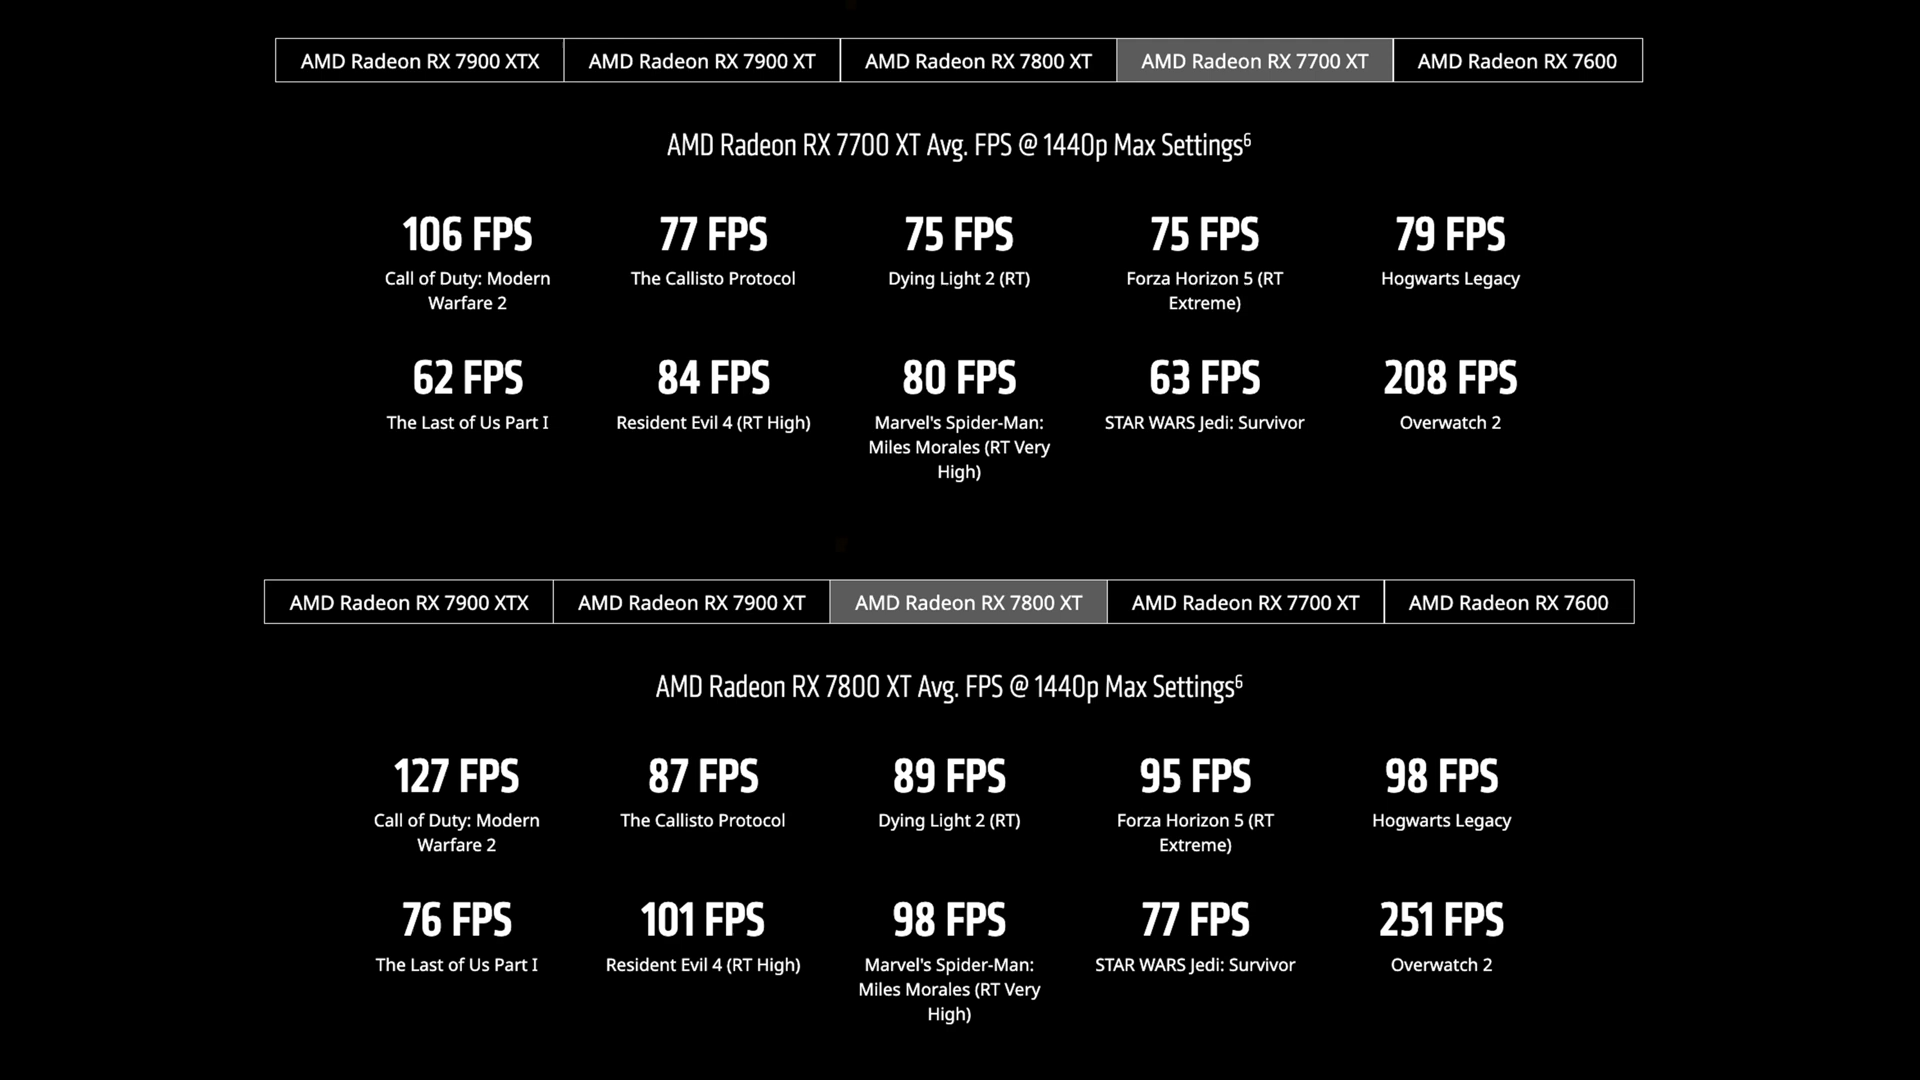 AMD Radeon RX 7900 XTX AMD Radeon RX 7900 XT AMD Radeon RX 7800 XT AMD Radeon RX 7700 XT AMD Radeon RX 7600
AMD Radeon RX 7700 XT Avg. FPS @ 1440p Max Settings⁶
106 FPS
Call of Duty: Modern
Warfare 2
77 FPS
The Callisto Protocol
75 FPS
Dying Light 2 (RT)
75 FPS
Forza Horizon 5 (RT
Extreme)
79 FPS
Hogwarts Legacy
62 FPS
The Last of Us Part I
84 FPS
Resident Evil 4 (RT High)
80 FPS
Marvel's Spider-Man:
Miles Morales (RT Very
High)
63 FPS
STAR WARS Jedi: Survivor
208 FPS
Overwatch 2
AMD Radeon RX 7900 XTX AMD Radeon RX 7900 XT AMD Radeon RX 7800 XT AMD Radeon RX 7700 XT AMD Radeon RX 7600
AMD Radeon RX 7800 XT Avg. FPS @ 1440p Max Settings⁶
127 FPS
Call of Duty: Modern
Warfare 2
87 FPS
The Callisto Protocol
89 FPS
Dying Light 2 (RT)
95 FPS
Forza Horizon 5 (RT
Extreme)
98 FPS
Hogwarts Legacy
76 FPS
The Last of Us Part I
101 FPS
Resident Evil 4 (RT High)
98 FPS
Marvel's Spider-Man:
Miles Morales (RT Very
High)
77 FPS
STAR WARS Jedi: Survivor
251 FPS
Overwatch 2